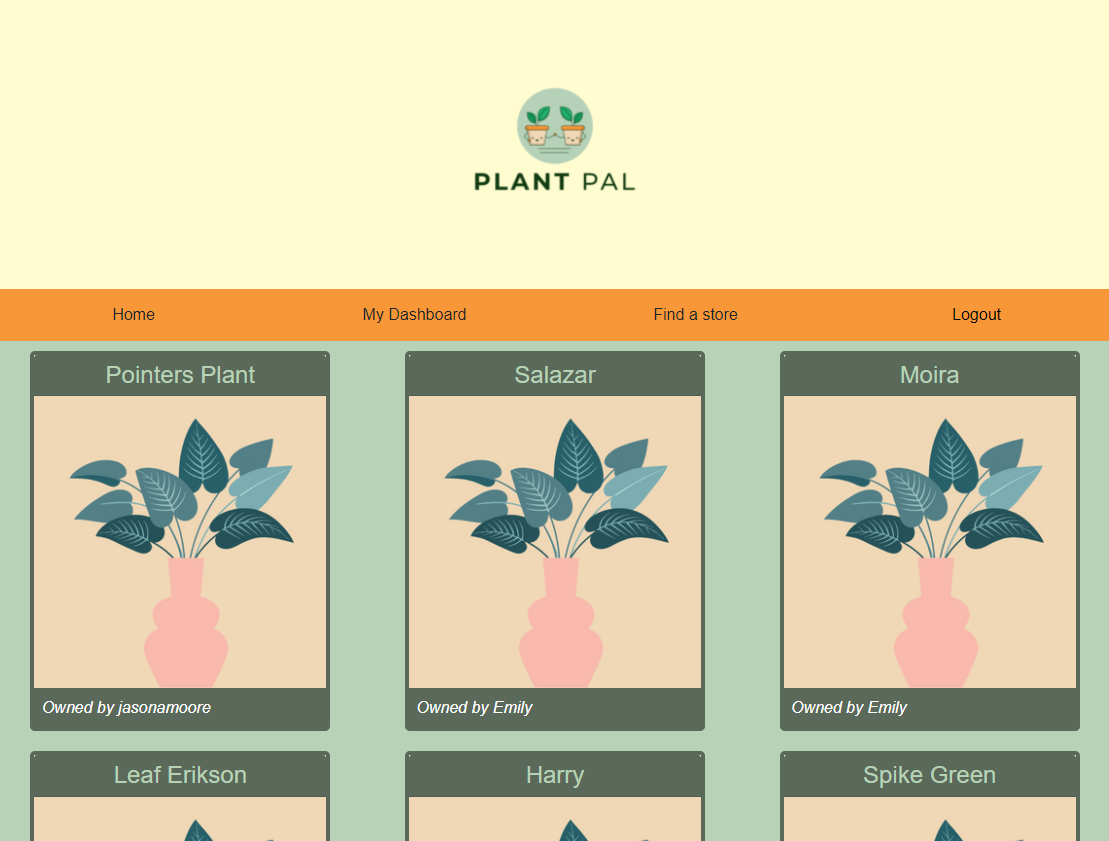 PLANT PAL
Home My Dashboard Find a store Logout
Pointers Plant Salazar Moira
Owned by jasonamoore Owned by Emily Owned by Emily
Leaf Erikson Harry Spike Green